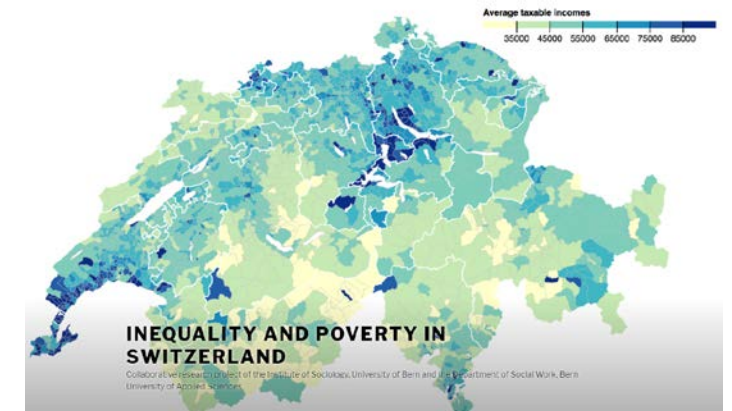 Average taxable incomes
35000 45000 55000 65000 75000 85000
INEQUALITY AND POVERTY IN
SWITZERLAND
Collaborative research project of the Institute of Sociology, University of Bern and the Department of Social Work, Bern
University of Applied Sciences